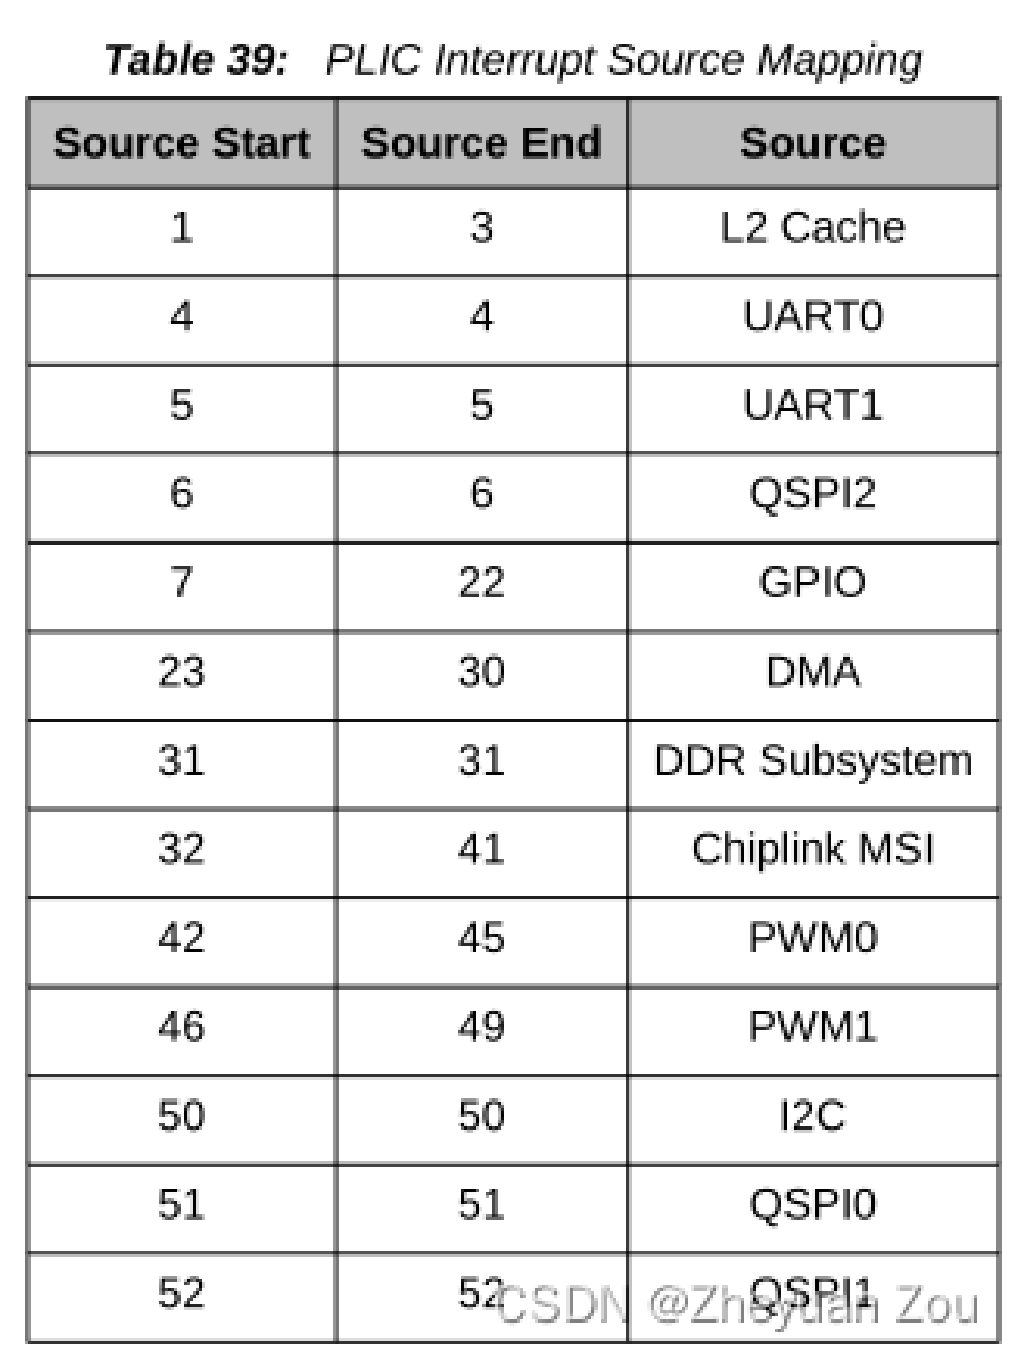 Table 39: PLIC Interrupt Source Mapping
Source Start Source End Source
1 3 L2 Cache
4 4 UART0
5 5 UART1
6 6 QSPI2
7 22 GPIO
23 30 DMA
31 31 DDR Subsystem
32 41 Chiplink MSI
42 45 PWM0
46 49 PWM1
50 50 I2C
51 51 QSPI0
52 52 QSPI1
CSDN @Zheyuan Zou